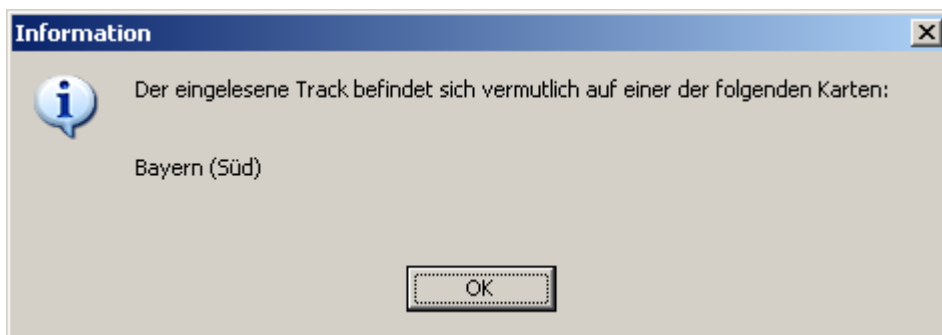 Information
Der eingelesene Track befindet sich vermutlich auf einer der folgenden Karten:
Bayern (Süd)
OK